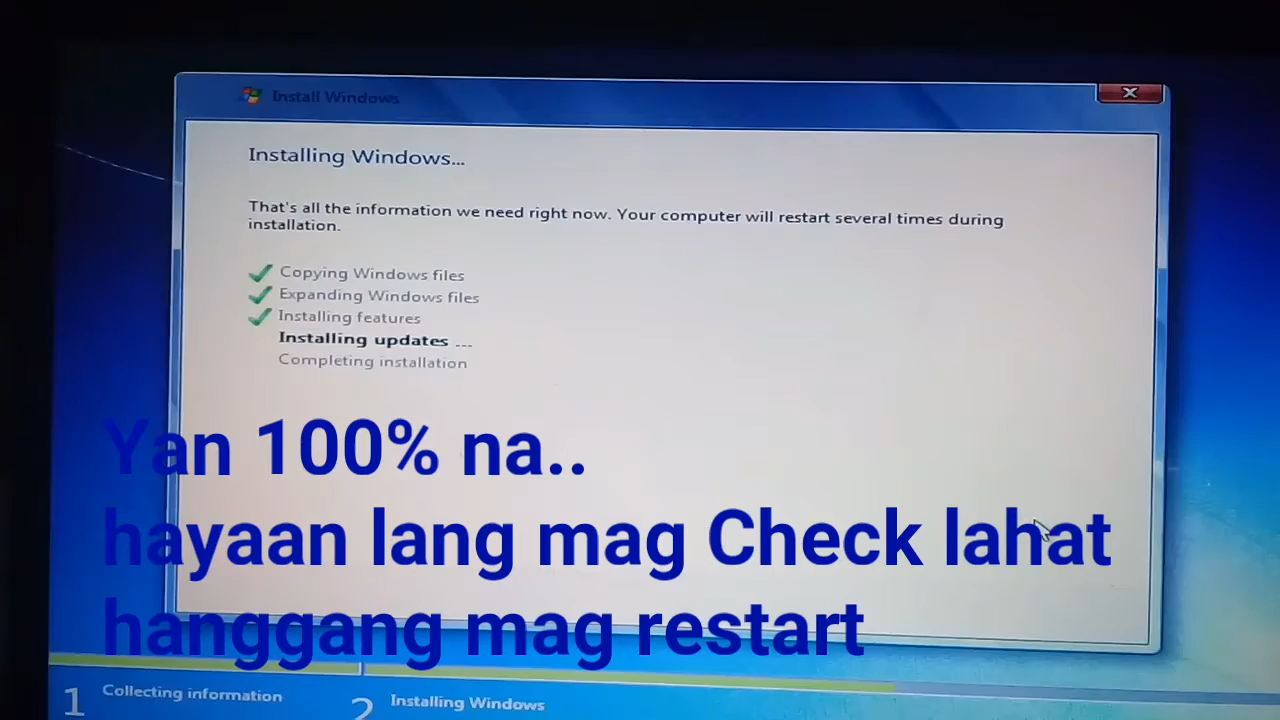 Install Windows
Installing Windows...
That's all the information we need right now. Your computer will restart several times during
installation.
Copying Windows files
Expanding Windows files
Installing features
Installing updates ...
Completing installation
Yan 100% na..
hayaan lang mag Check lahat
hanggang mag restart
1 Collecting information
2 Installing Windows